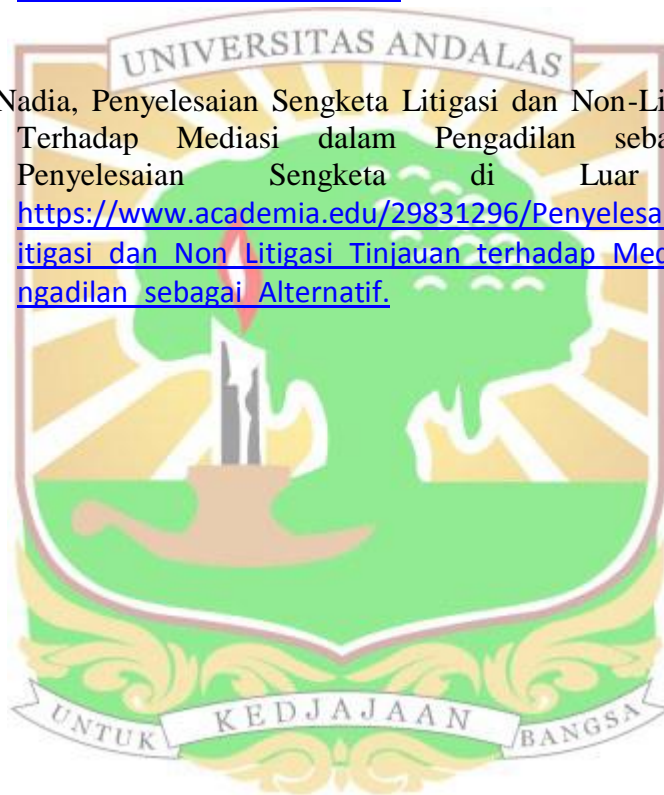 UNIVERSITAS ANDALAS
Nadia, Penyelesaian Sengketa Litigasi dan Non-Li
Terhadap Mediasi dalam Pengadilan seba
Penyelesaian Sengketa di Luar
https://www.academia.edu/29831296/Penyelesa
itigasi dan Non Litigasi Tinjauan terhadap Med
ngadilan sebagai Alternatif.
UNTUK KEDJAJAAN BANGSA